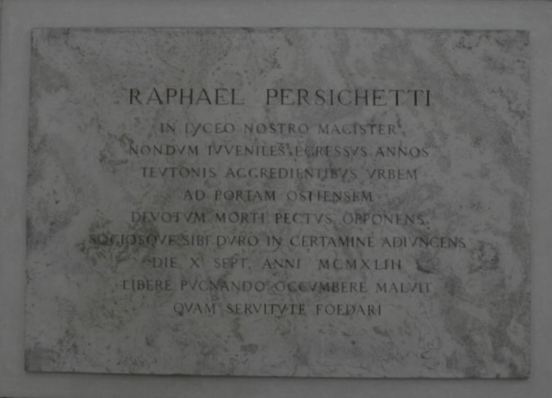 RAPHAEL PERSICHETTI
IN LVCEO NOSTRO MAGISTER
NONDVM IVVENILES EGRESSVS ANNOS
TEVTONIS AGGREDIENTIBVS VRBEM
AD PORTAM OSTIENSEM
DEVOTVM MORTI PECTVS OPPONENS
SOCIOSQVE SIBI DVRO IN CERTAMINE ADIVNGENS
DIE X SEPT. ANNI MCMXLIII
LIBERE PVGNANDO OCCVMBERE MALVIT
QVAM SERVITVTE FOEDARI